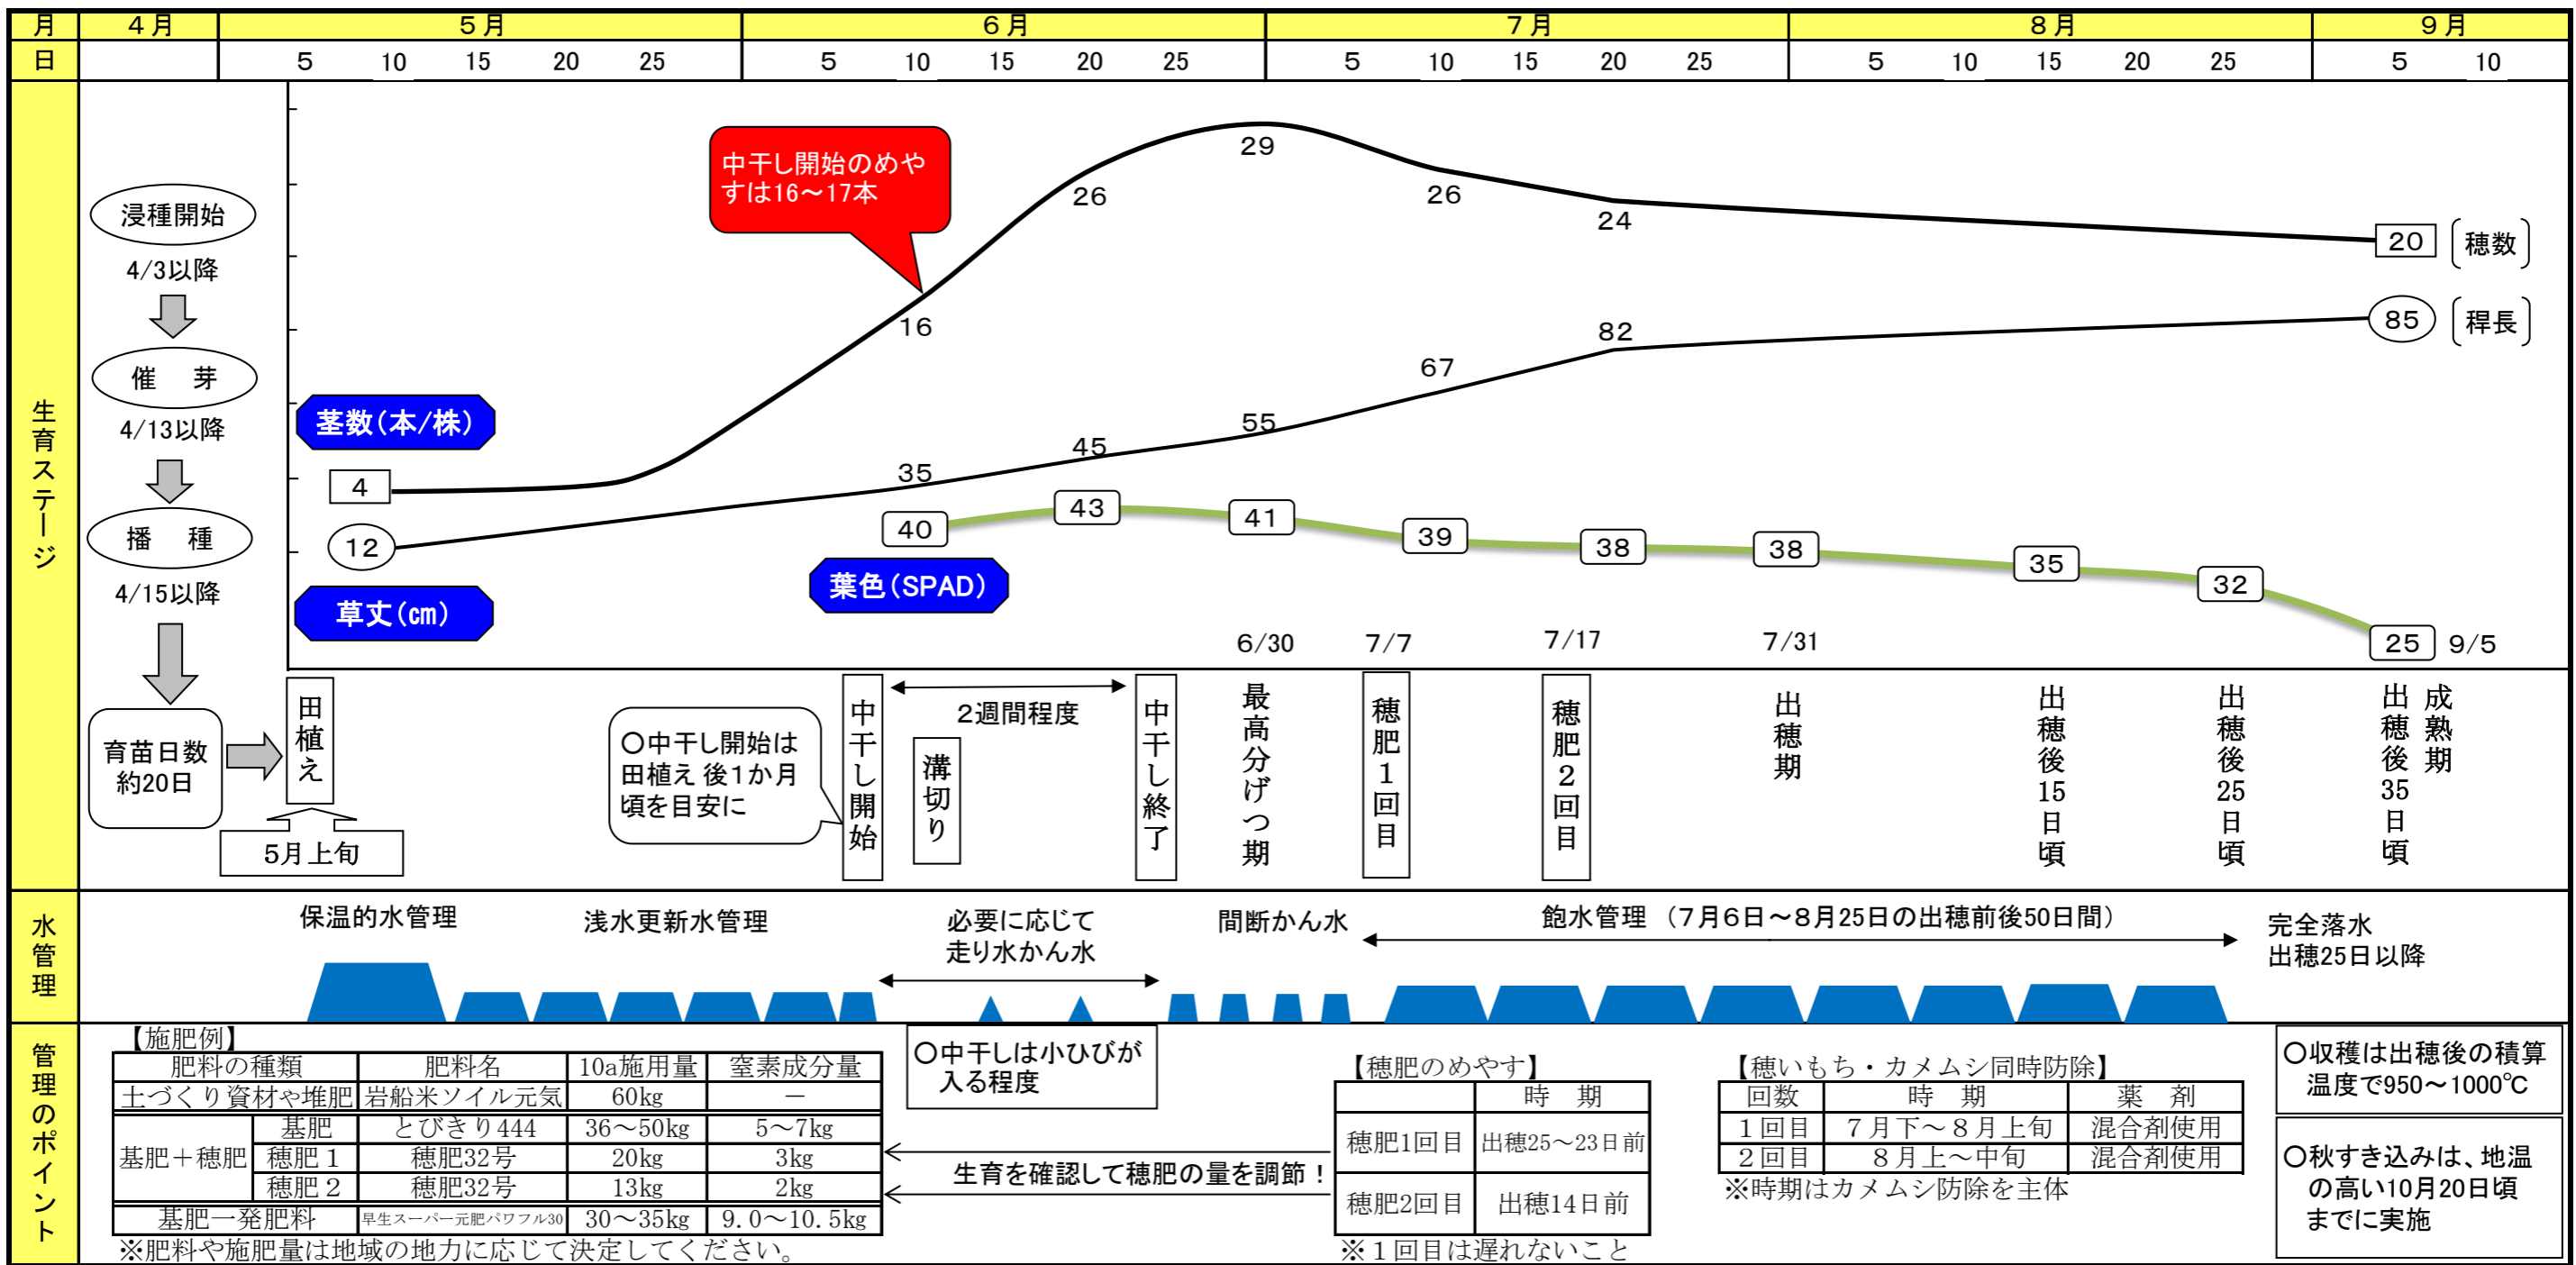 月 4月 5月 6月 7月 8月 9月
日 5 10 15 20 25 5 10 15 20 25 5 10 15 20 25 5 10 15 20 25 5 10
生育ステージ
浸種開始
4/3以降
催 芽
4/13以降
播 種
4/15以降
育苗日数
約20日
田植え
5月上旬
茎数(本/株)
4
16
26
29
26
24
20
穂数
中干し開始のめや
すは16～17本
草丈(㎝)
12
35
45
55
67
82
85
稈長
葉色(SPAD)
40
43
41
39
38
38
35
32
25
6/30
7/7
7/17
7/31
9/5
〇中干し開始は
田植え後1か月
頃を目安に
中干し開始
2週間程度
溝切り
中干し終了
最高分げつ期
穂肥1回目
穂肥2回目
出穂期
出穂後15日頃
出穂後25日頃
出穂後35日頃
成熟期
水管理
保温的水管理
浅水更新水管理
必要に応じて
走り水かん水
間断かん水
飽水管理 (7月6日～8月25日の出穂前後50日間)
完全落水
出穂25日以降
管理のポイント
【施肥例】
肥料の種類 肥料名 10a施用量 窒素成分量
土づくり資材や堆肥 岩船米ソイル元気 60kg －
基肥＋穂肥
基肥 とびきり444 36～50kg 5～7kg
穂肥１ 穂肥32号 20kg 3kg
穂肥２ 穂肥32号 13kg 2kg
基肥一発肥料 早生スーパー元肥パワフル30 30～35kg 9.0～10.5kg
※肥料や施肥量は地域の地力に応じて決定してください。
〇中干しは小ひびが
入る程度
生育を確認して穂肥の量を調節！
【穂肥のめやす】
時 期
穂肥1回目 出穂25～23日前
穂肥2回目 出穂14日前
※１回目は遅れないこと
【穂いもち・カメムシ同時防除】
回数 時 期 薬 剤
１回目 ７月下～８月上旬 混合剤使用
２回目 ８月上～中旬 混合剤使用
※時期はカメムシ防除を主体
〇収穫は出穂後の積算
温度で950～1000℃
〇秋すき込みは、地温
の高い10月20日頃
までに実施